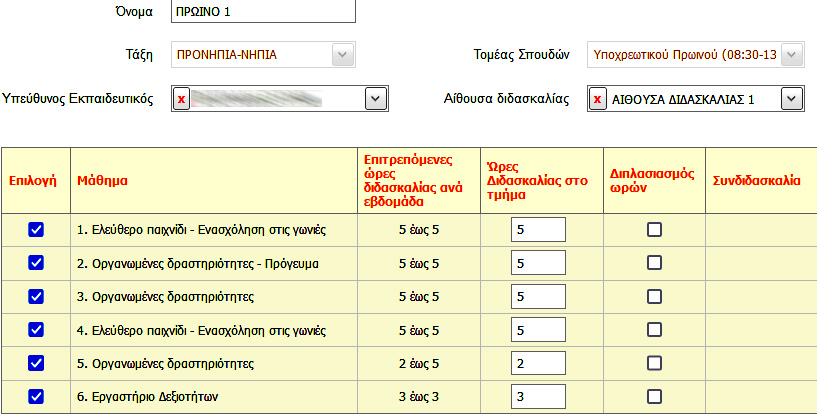 Όνομα ΠΡΩΙΝΟ 1
Τάξη ΠΡΟΝΗΠΙΑ-ΝΗΠΙΑ Τομέας Σπουδών Υποχρεωτικού Πρωινού (08:30-13
Υπεύθυνος Εκπαιδευτικός x Αίθουσα διδασκαλίας x ΑΙΘΟΥΣΑ ΔΙΔΑΣΚΑΛΙΑΣ 1
Επιλογή Μάθημα Επιτρεπόμενες ώρες διδασκαλίας ανά εβδομάδα Ώρες Διδασκαλίας στο τμήμα Διπλασιασμός ωρών Συνδιδασκαλία
1. Ελεύθερο παιχνίδι - Ενασχόληση στις γωνιές 5 έως 5 5
2. Οργανωμένες δραστηριότητες - Πρόγευμα 5 έως 5 5
3. Οργανωμένες δραστηριότητες 5 έως 5 5
4. Ελεύθερο παιχνίδι - Ενασχόληση στις γωνιές 5 έως 5 5
5. Οργανωμένες δραστηριότητες 2 έως 5 2
6. Εργαστήριο Δεξιοτήτων 3 έως 3 3